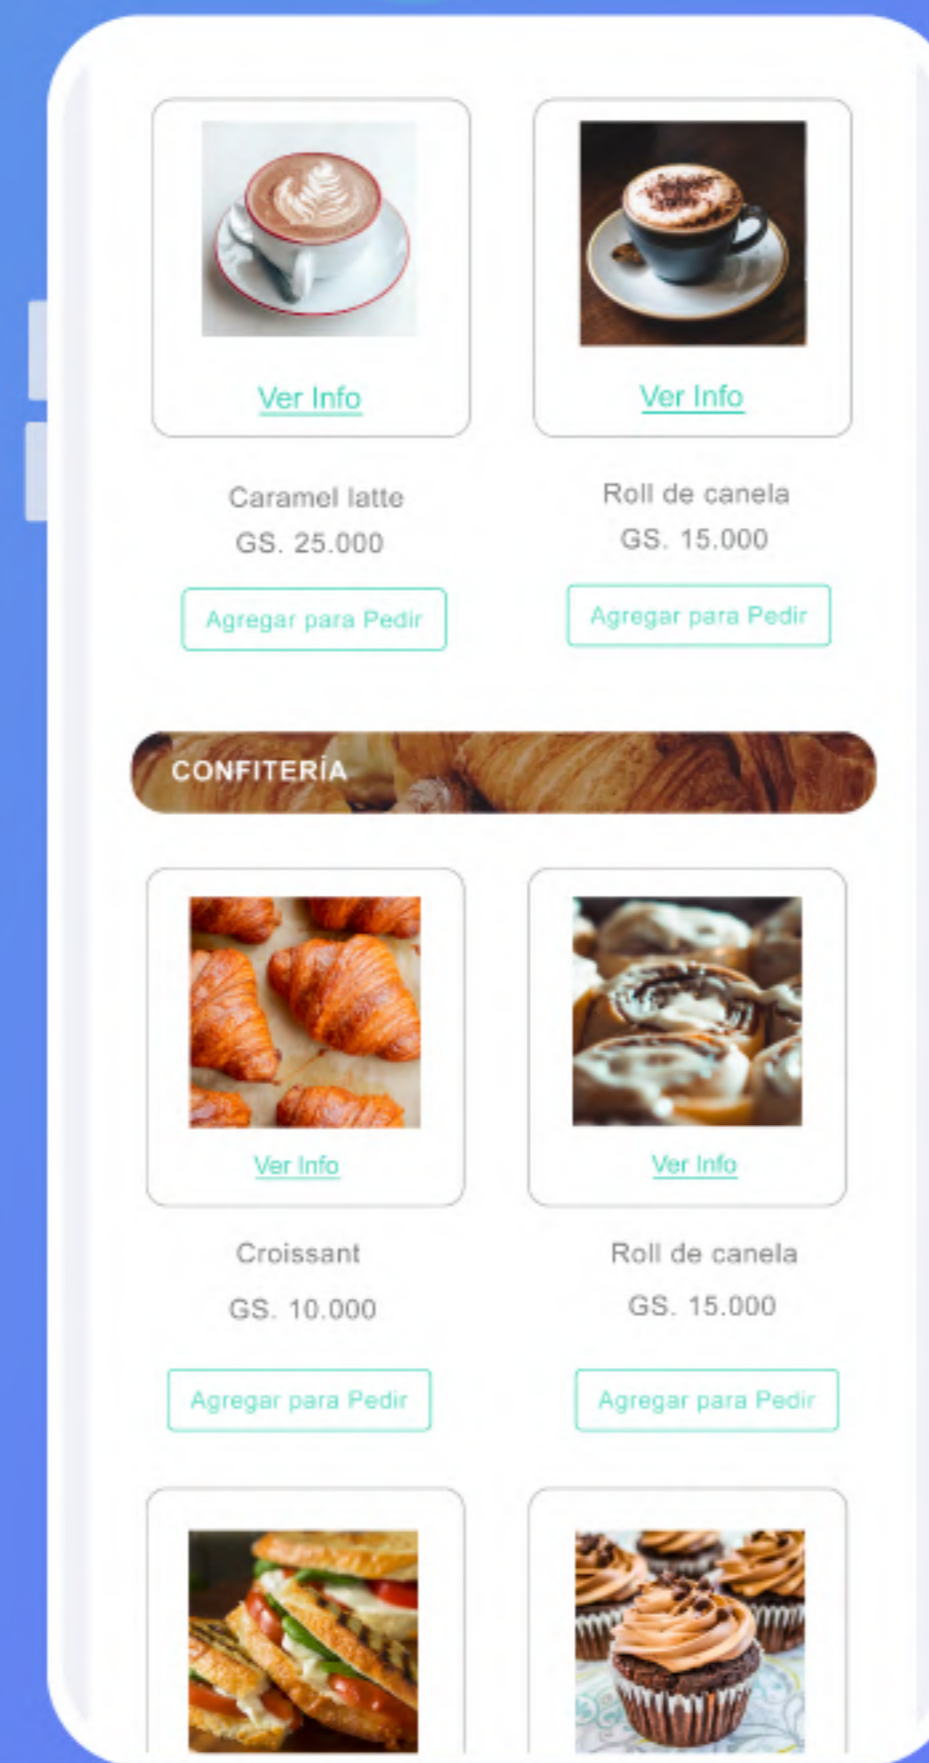 Ver Info
Ver Info
Caramel latte
Roll de canela
GS. 25.000
GS. 15.000
Agregar para Pedir
Agregar para Pedir
CONFITERÍA
Ver Info
Ver Info
Croissant
Roll de canela
GS. 10.000
GS. 15.000
Agregar para Pedir
Agregar para Pedir